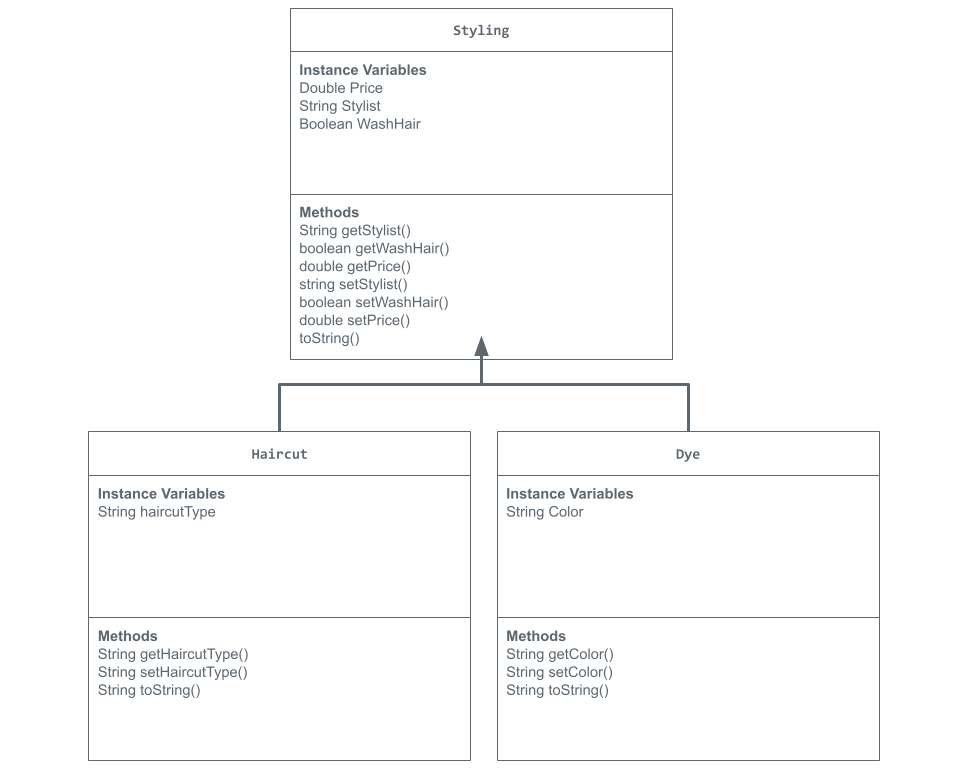 Styling
Instance Variables
Double Price
String Stylist
Boolean WashHair
Methods
String getStylist()
boolean getWashHair()
double getPrice()
string setStylist()
boolean setWashHair()
double setPrice()
toString()
Haircut
Instance Variables
String haircutType
Methods
String getHaircutType()
String setHaircutType()
String toString()
Dye
Instance Variables
String Color
Methods
String getColor()
String setColor()
String toString()